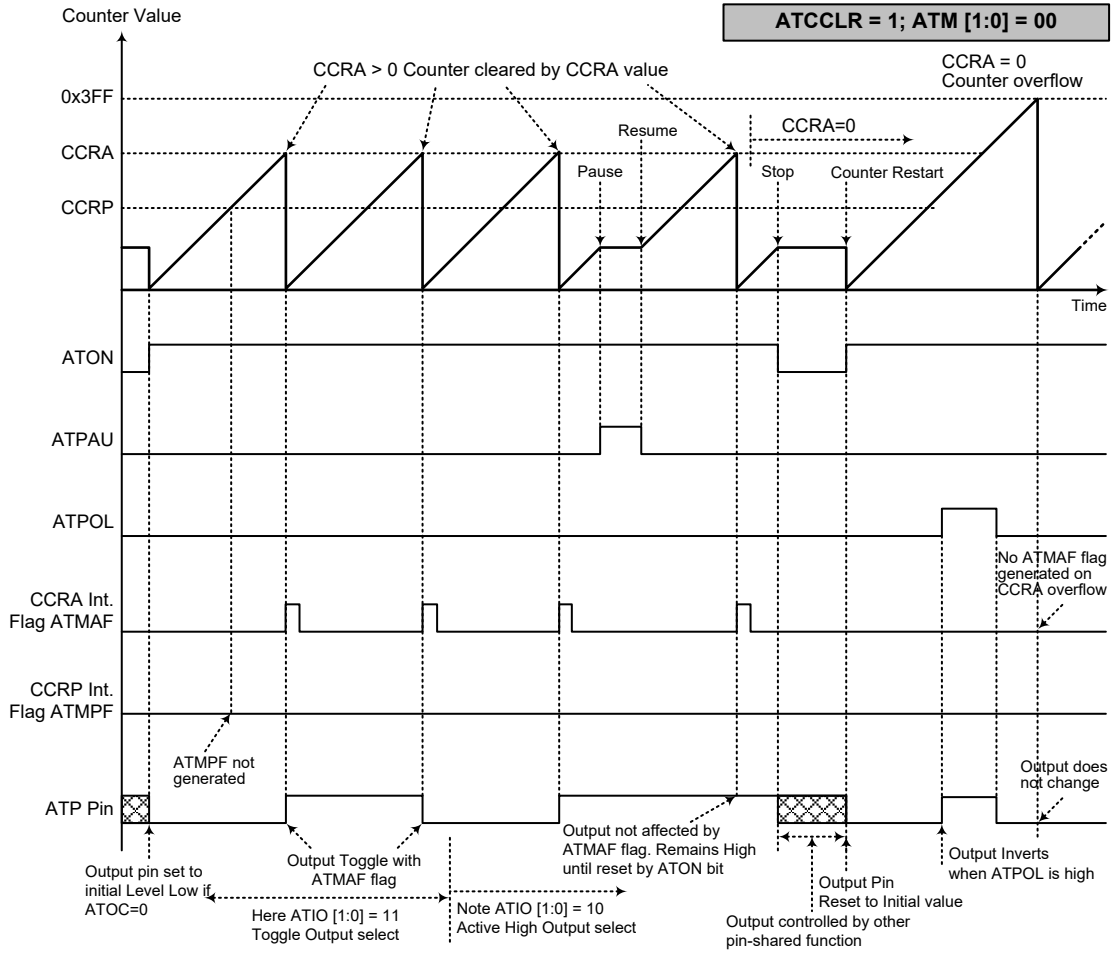 Counter Value
ATCCLR = 1; ATM [1:0] = 00
CCRA > 0 Counter cleared by CCRA value
CCRA = 0
Counter overflow
0x3FF
Resume
CCRA=0
CCRA
Pause
Stop
Counter Restart
CCRP
Time
ATON
ATPAU
ATPOL
No ATMAF flag
generated on
CCRA overflow
CCRA Int.
Flag ATMAF
CCRP Int.
Flag ATMPF
ATMPF not
generated
Output does
not change
ATP Pin
Output pin set to
initial Level Low if
ATOC=0
Output Toggle with
ATMAF flag
Output not affected by
ATMAF flag. Remains High
until reset by ATON bit
Output Inverts
when ATPOL is high
Output Pin
Reset to Initial value
Here ATIO [1:0] = 11
Toggle Output select
Note ATIO [1:0] = 10
Active High Output select
Output controlled by other
pin-shared function